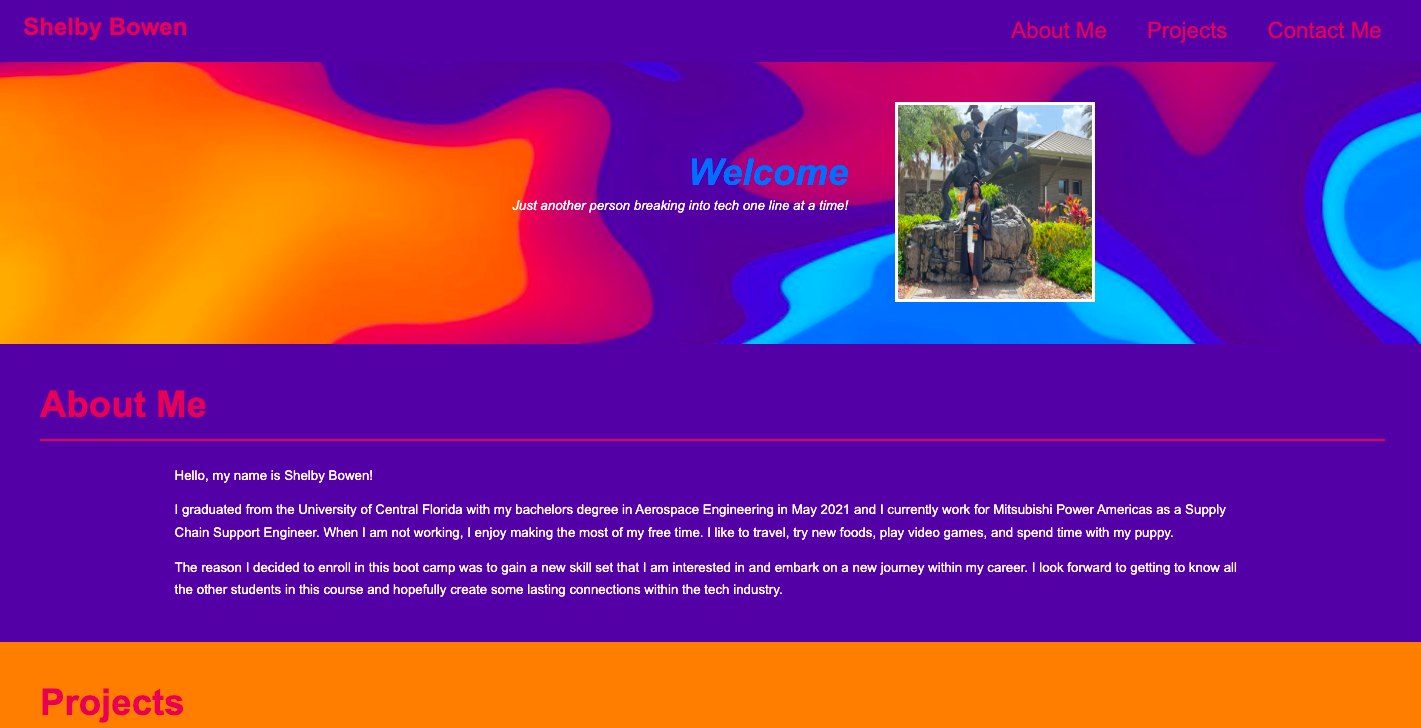 Shelby Bowen
About Me
Projects
Contact Me
Welcome
Just another person breaking into tech one line at a time!
About Me
Hello, my name is Shelby Bowen!
I graduated from the University of Central Florida with my bachelors degree in Aerospace Engineering in May 2021 and I currently work for Mitsubishi Power Americas as a Supply
Chain Support Engineer. When I am not working, I enjoy making the most of my free time. I like to travel, try new foods, play video games, and spend time with my puppy.
The reason I decided to enroll in this boot camp was to gain a new skill set that I am interested in and embark on a new journey within my career. I look forward to getting to know all
the other students in this course and hopefully create some lasting connections within the tech industry.
Projects